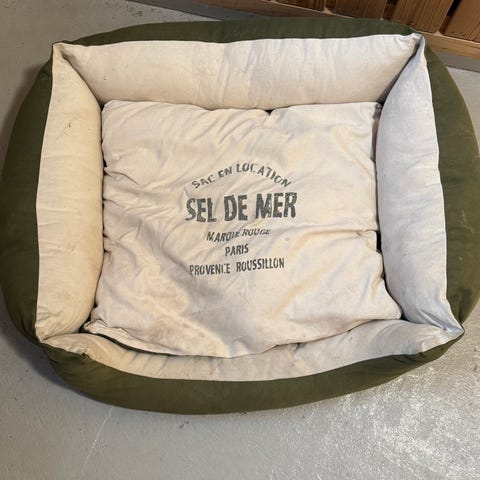 SAC EN LOCATION
SEL DE MER
MARQUE ROUGE
PARIS
PROVENCE ROUSSILLON